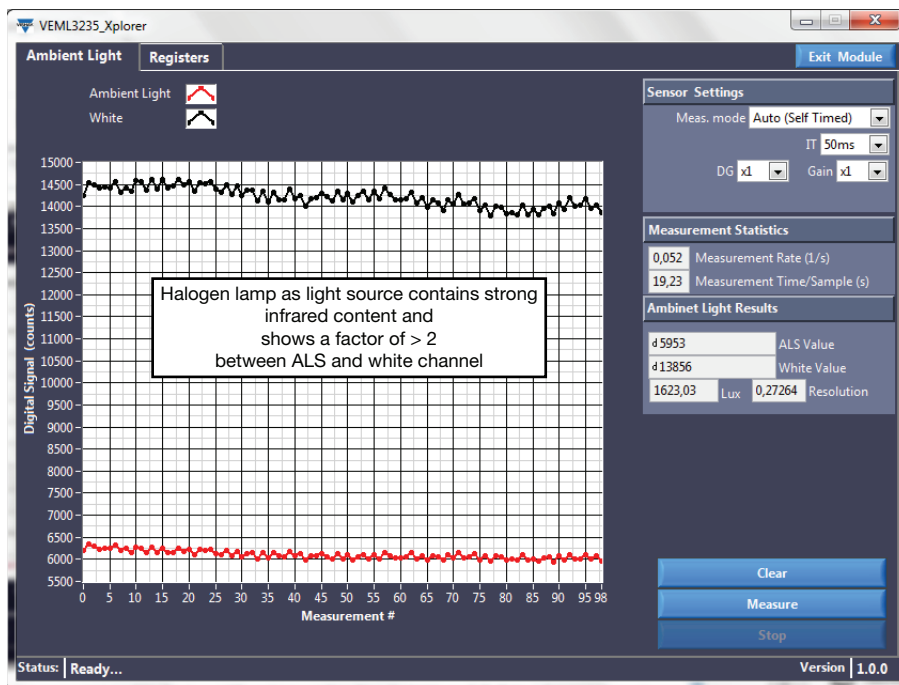 VEML3235_Xplorer
Ambient Light Registers Exit Module
Ambient Light
White
Sensor Settings
Meas. mode Auto (Self Timed)
IT 50ms
DG x1 Gain x1
Measurement Statistics
0,052 Measurement Rate (1/s)
19,23 Measurement Time/Sample (s)
Ambinet Light Results
d 5953 ALS Value
d 13856 White Value
1623,03 Lux 0,27264 Resolution
Digital Signal (counts)
15000
14500
14000
13500
13000
12500
12000
11500
11000
10500
10000
9500
9000
8500
8000
7500
7000
6500
6000
5500
Halogen lamp as light source contains strong
infrared content and
shows a factor of > 2
between ALS and white channel
0 5 10 15 20 25 30 35 40 45 50 55 60 65 70 75 80 85 90 95 98
Measurement #
Clear
Measure
Stop
Status: Ready... Version 1.0.0